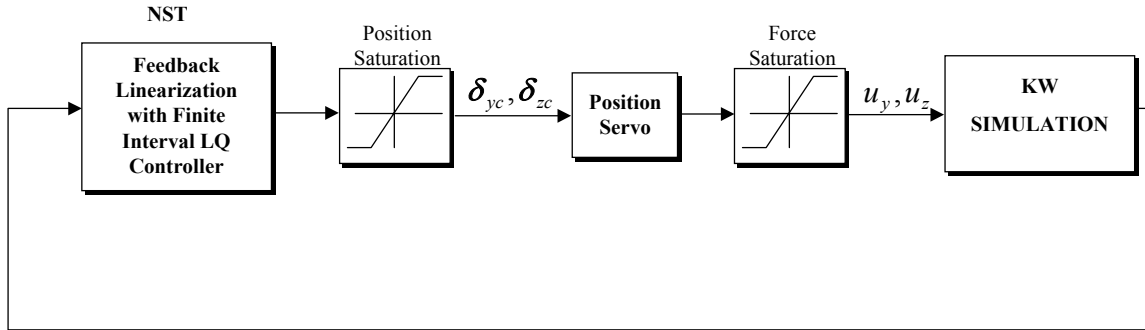 NST
Feedback
Linearization
with Finite
Interval LQ
Controller
Position
Saturation
δyc, δzc
Position
Servo
Force
Saturation
uy, uz
KW
SIMULATION